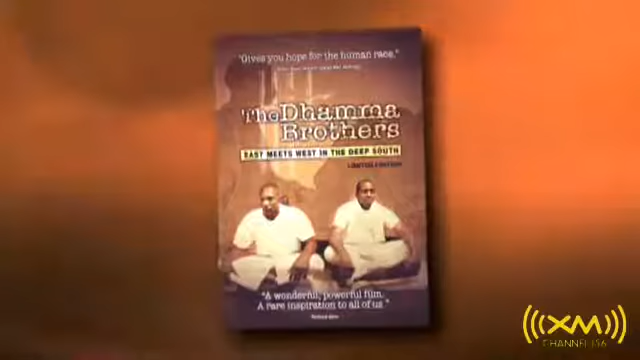 "Gives you hope for the human race."
The Dhamma
Brothers
EAST MEETS WEST IN THE DEEP SOUTH
LIMITED EDITION
"A wonderful, powerful film.
A rare inspiration to all of us."
XM
CHANNEL 156